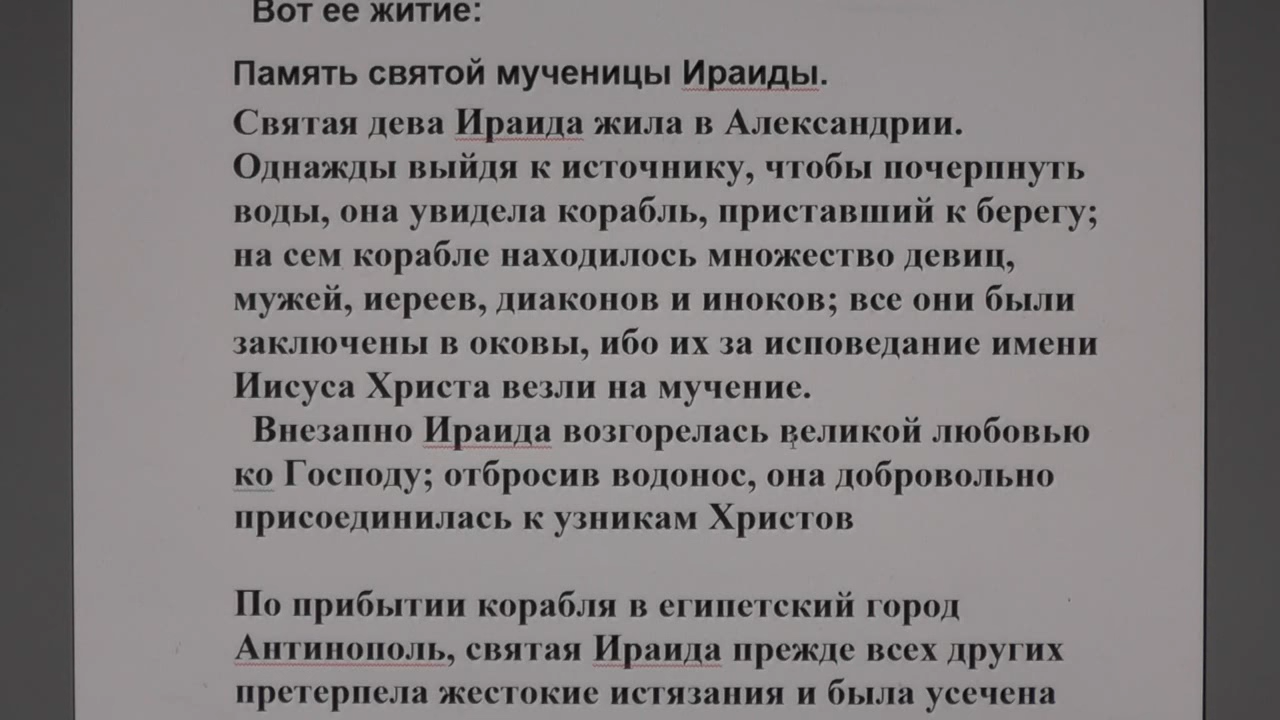 Вот ее житие:
Память святой мученицы Ираиды.
Святая дева Ираида жила в Александрии.
Однажды выйдя к источнику, чтобы почерпнуть
воды, она увидела корабль, приставший к берегу;
на сем корабле находилось множество девиц,
мужей, иереев, диаконов и иноков; все они были
заключены в оковы, ибо их за исповедание имени
Иисуса Христа везли на мучение.
Внезапно Ираида возгорелась великой любовью
ко Господу; отбросив водонос, она добровольно
присоединилась к узникам Христов
По прибытии корабля в египетский город
Антинополь, святая Ираида прежде всех других
претерпела жестокие истязания и была усечена